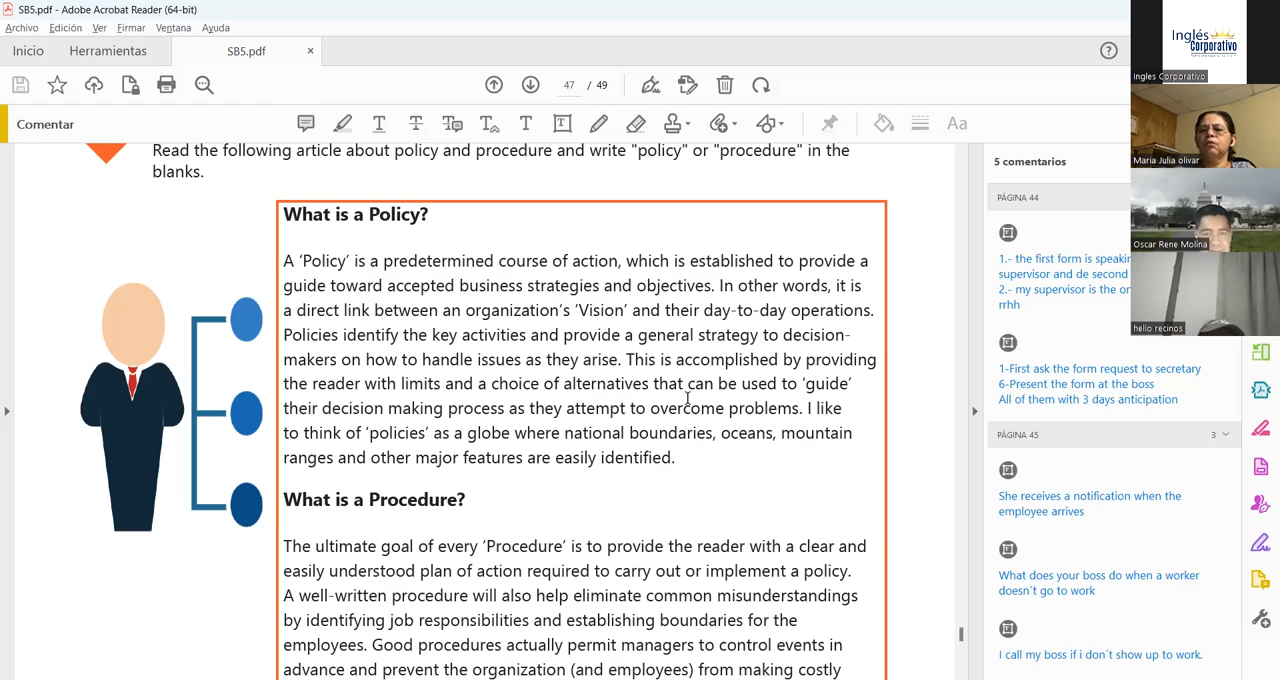 SB5.pdf - Adobe Acrobat Reader (64-bit)
Archivo Edición Ver Firmar Ventana Ayuda
Inicio Herramientas SB5.pdf ×
47 / 49
Comentar
Read the following article about policy and procedure and write "policy" or "procedure" in the
blanks.
What is a Policy?
A ‘Policy’ is a predetermined course of action, which is established to provide a
guide toward accepted business strategies and objectives. In other words, it is
a direct link between an organization’s ‘Vision’ and their day-to-day operations.
Policies identify the key activities and provide a general strategy to decision-
makers on how to handle issues as they arise. This is accomplished by providing
the reader with limits and a choice of alternatives that can be used to ‘guide’
their decision making process as they attempt to overcome problems. I like
to think of ‘policies’ as a globe where national boundaries, oceans, mountain
ranges and other major features are easily identified.
What is a Procedure?
The ultimate goal of every ‘Procedure’ is to provide the reader with a clear and
easily understood plan of action required to carry out or implement a policy.
A well-written procedure will also help eliminate common misunderstandings
by identifying job responsibilities and establishing boundaries for the
employees. Good procedures actually permit managers to control events in
advance and prevent the organization (and employees) from making costly
5 comentarios
PÁGINA 44
1.- the first form is speakin
supervisor and de second
2.- my supervisor is the or
rrhh
1-First ask the form request to secretary
6-Present the form at the boss
All of them with 3 days anticipation
PÁGINA 45 3
She receives a notification when the
employee arrives
What does your boss do when a worker
doesn´t go to work
I call my boss if i don´t show up to work.
Inglés
Corporativo
Ingles Corporativo
Maria Julia olivar
Oscar Rene Molina
helio recinos